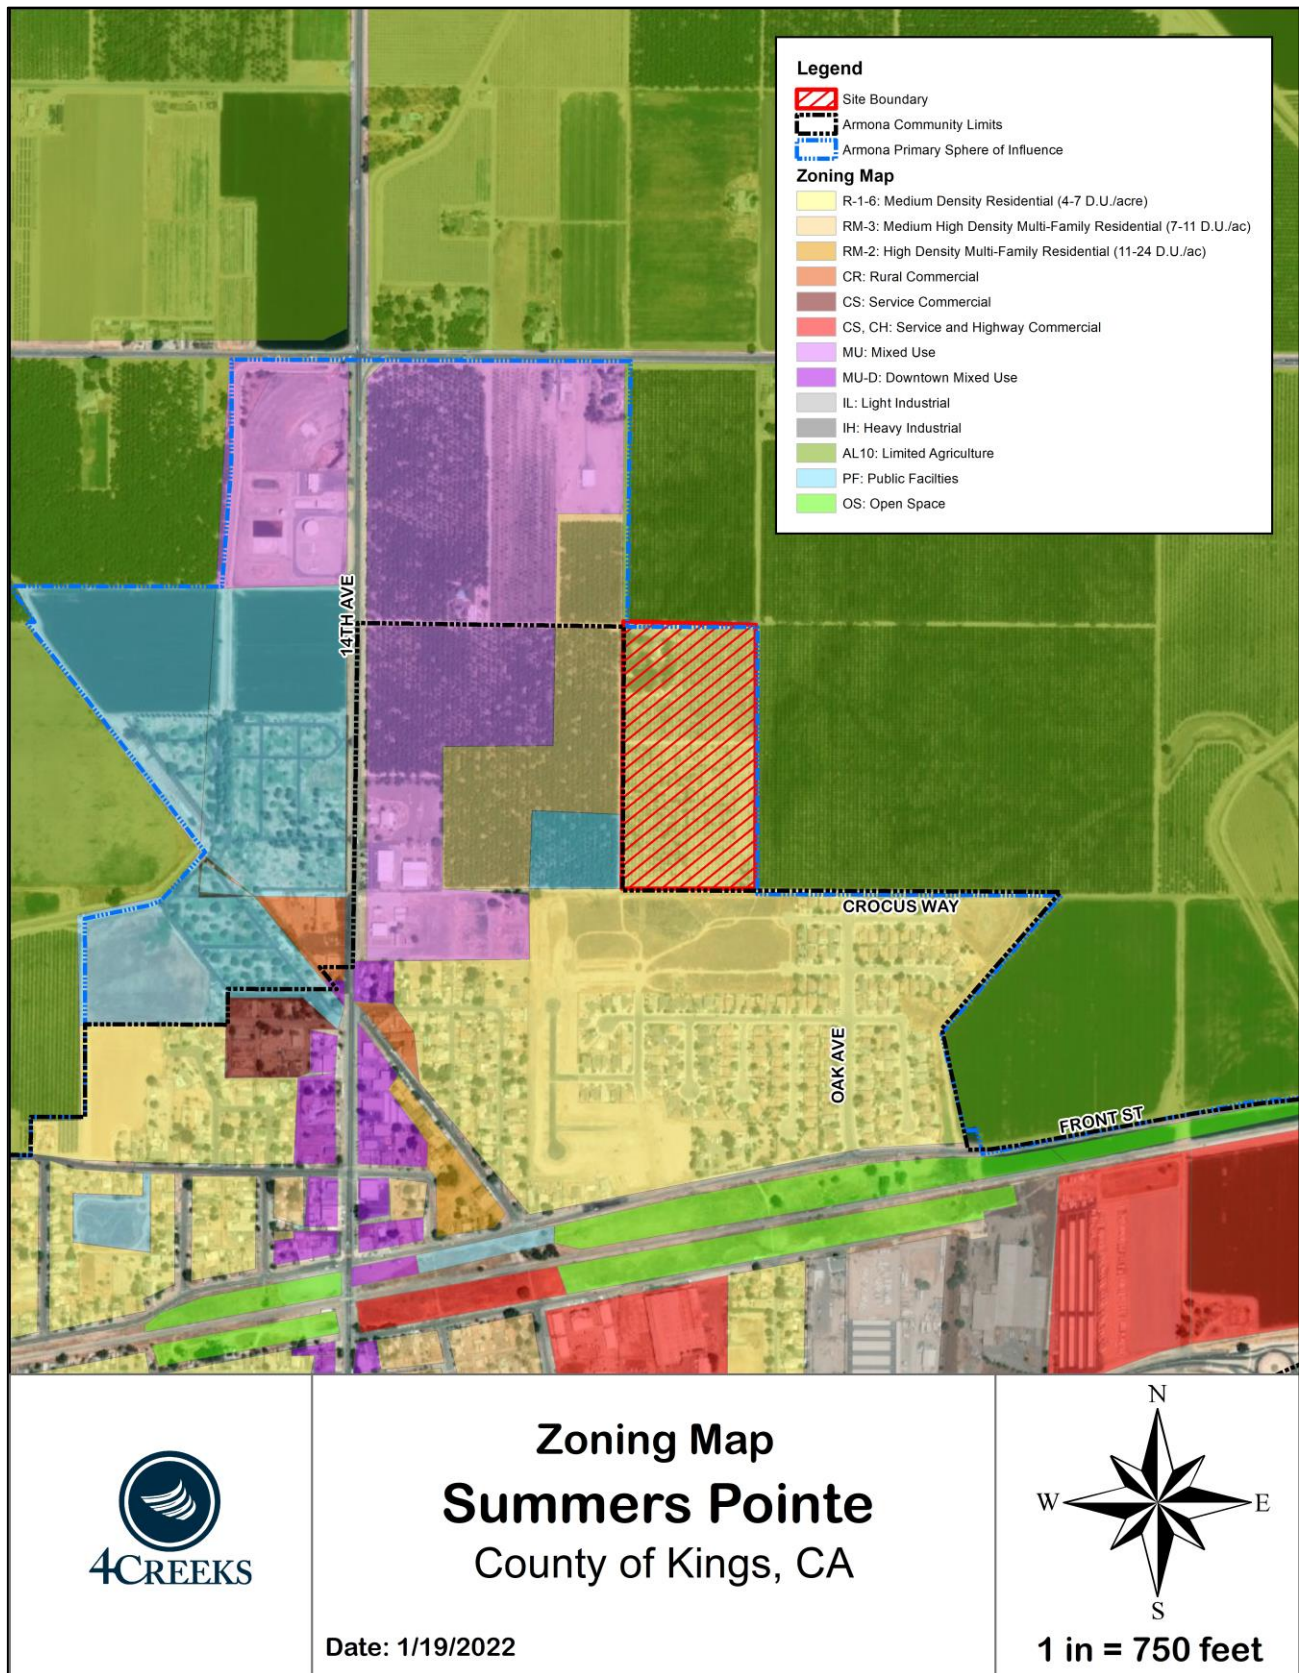 Legend
Site Boundary
Armona Community Limits
Armona Primary Sphere of Influence
Zoning Map
R-1-6: Medium Density Residential (4-7 D.U./acre)
RM-3: Medium High Density Multi-Family Residential (7-11 D.U./ac)
RM-2: High Density Multi-Family Residential (11-24 D.U./ac)
CR: Rural Commercial
CS: Service Commercial
CS, CH: Service and Highway Commercial
MU: Mixed Use
MU-D: Downtown Mixed Use
IL: Light Industrial
IH: Heavy Industrial
AL10: Limited Agriculture
PF: Public Facilties
OS: Open Space
14TH AVE
CROCUS WAY
OAK AVE
FRONT ST
4CREEKS
Zoning Map
Summers Pointe
County of Kings, CA
Date: 1/19/2022
N
W
E
S
1 in = 750 feet